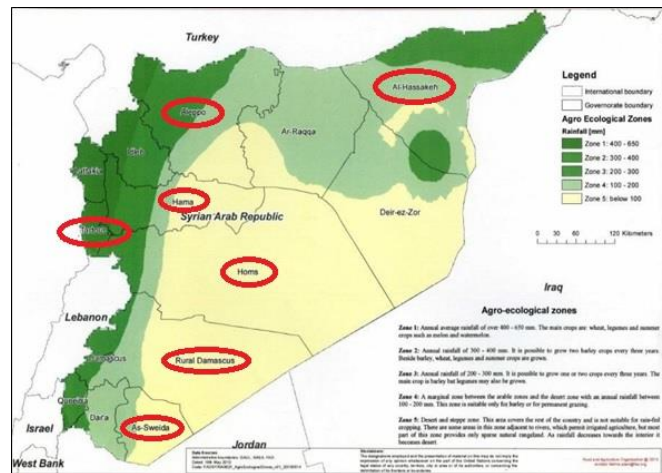 Turkey
Legend
International boundary
Governorate boundary
Agro Ecological Zones
Rainfall [mm]
Zone 1: 400 - 650
Zone 2: 300 - 400
Zone 3: 200 - 300
Zone 4: 100 - 200
Zone 5: below 100
Al-Hassakeh
Aleppo
Ar-Raqqa
Idleb
Lattakia
Hama
Tartous
Syrian Arab Republic
Deir-ez-Zor
0 30 60 120 Kilometers
Homs
Iraq
Lebanon
Agro-ecological zones
Zone 1: Annual average rainfall of over 400 - 650 mm. The main crops are: wheat, legumes and summer
crops such as melon and watermelon.
Zone 2: Annual rainfall of 300 - 400 mm. It is possible to grow two barley crops every three years.
Beside barley, wheat, legumes and summer crops are grown.
Zone 3: Annual rainfall of 200 - 300 mm. It is possible to grow one or two crops every three years. The
main crop is barley but legumes may also be grown.
Zone 4: A marginal zone between the arable zones and the desert zone with an annual rainfall between
100 - 200 mm. This zone is suitable only for barley or for permanent grazing.
Zone 5: Desert and steppe zone. This area covers the rest of the country and is not suitable for rain-fed
cropping. There are some areas in this zone adjacent to rivers, which permit irrigated agriculture, but most
part of this zone provides only sparse natural rangeland. As rainfall decreases towards the interior it
becomes desert.
Rural Damascus
Damascus
Quneitra
Dar'a
As-Sweida
Israel
Jordan
West Bank